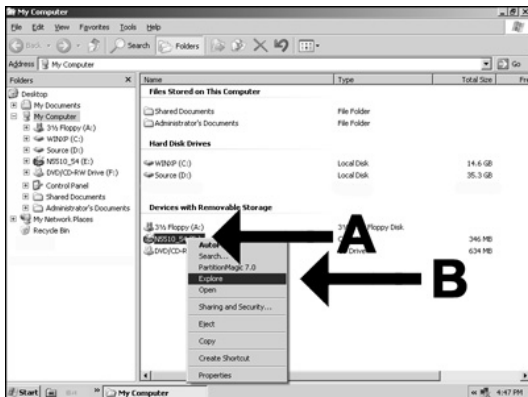 My Computer
File Edit View Favorites Tools Help
Back Search Folders
Address My Computer Go
Folders Name Type Total Size
Desktop
My Documents
My Computer
3½ Floppy (A:)
WINXP (C:)
Source (D:)
NS510_S4 (E:)
DVD/CD-RW Drive (F:)
Control Panel
Shared Documents
Administrator's Documents
My Network Places
Recycle Bin
Files Stored on This Computer
Shared Documents File Folder
Administrator's Documents File Folder
Hard Disk Drives
WINXP (C:) Local Disk 14.6 GB
Source (D:) Local Disk 35.3 GB
Devices with Removable Storage
3½ Floppy (A:) Floppy Disk
NS510_S4 346 MB
634 MB
A
B
Search...
PartitionMagic 7.0
Explore
Open
Sharing and Security...
Eject
Copy
Create Shortcut
Properties
Start My Computer 4:47 PM